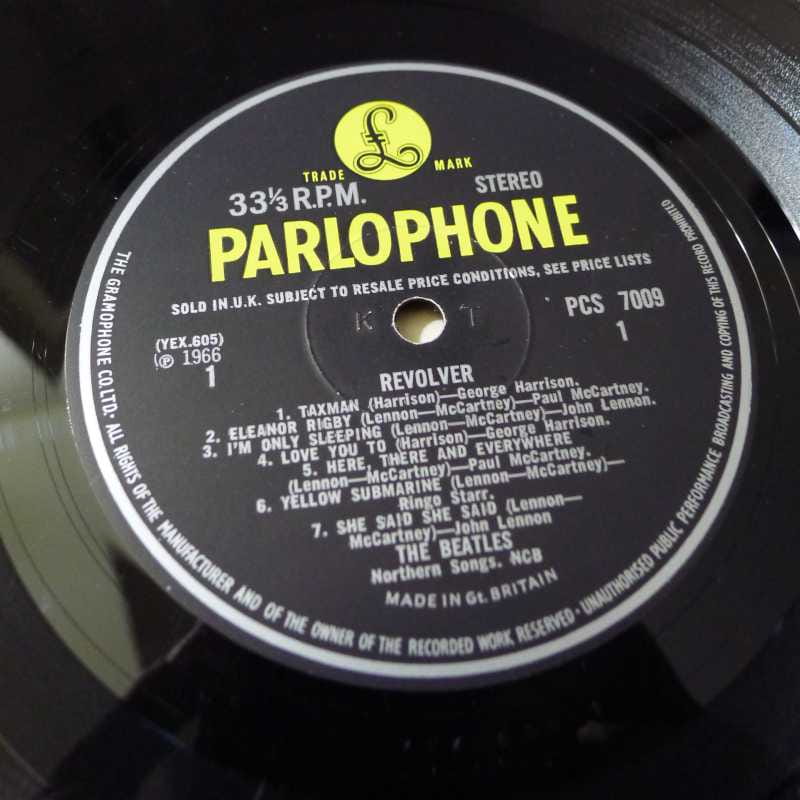 TRADE MARK
33⅓ R.P.M. STEREO
PARLOPHONE
SOLD IN U.K. SUBJECT TO RESALE PRICE CONDITIONS, SEE PRICE LISTS
K T
(YEX.605) PCS 7009
℗ 1966
1 1
REVOLVER
1. TAXMAN (Harrison)—George Harrison.
2. ELEANOR RIGBY (Lennon—McCartney)—Paul McCartney.
3. I'M ONLY SLEEPING (Lennon—McCartney)—John Lennon.
4. LOVE YOU TO (Harrison)—George Harrison.
5. HERE, THERE AND EVERYWHERE
(Lennon—McCartney)—Paul McCartney.
6. YELLOW SUBMARINE (Lennon—McCartney)—
Ringo Starr.
7. SHE SAID SHE SAID (Lennon—
McCartney)—John Lennon
THE BEATLES
Northern Songs. NCB
MADE IN Gt. BRITAIN
THE GRAMOPHONE CO. LTD. ALL RIGHTS OF THE MANUFACTURER AND OF THE OWNER OF THE RECORDED WORK RESERVED · UNAUTHORISED PUBLIC PERFORMANCE BROADCASTING AND COPYING OF THIS RECORD PROHIBITED